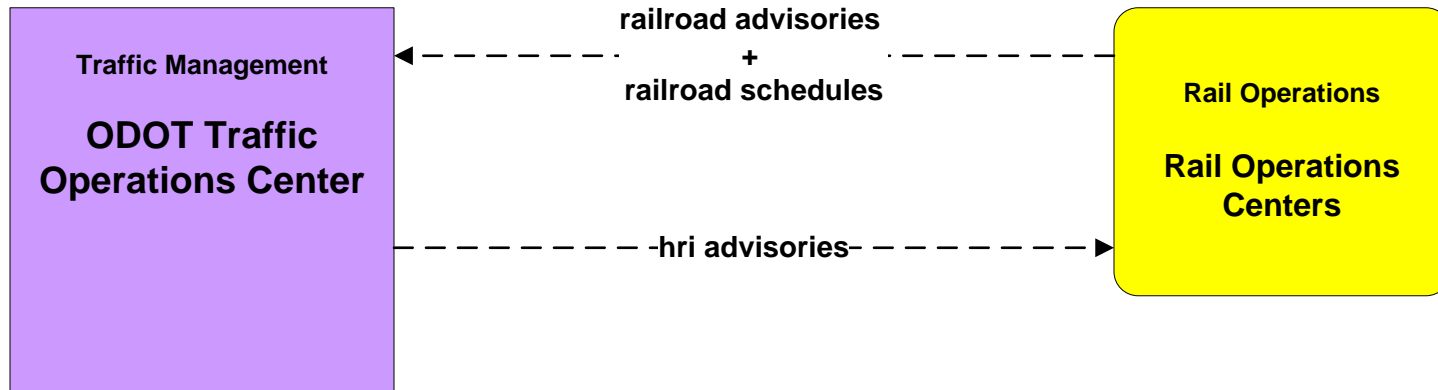 Traffic Management
ODOT Traffic
Operations Center
railroad advisories
+
railroad schedules
hri advisories
Rail Operations
Rail Operations
Centers